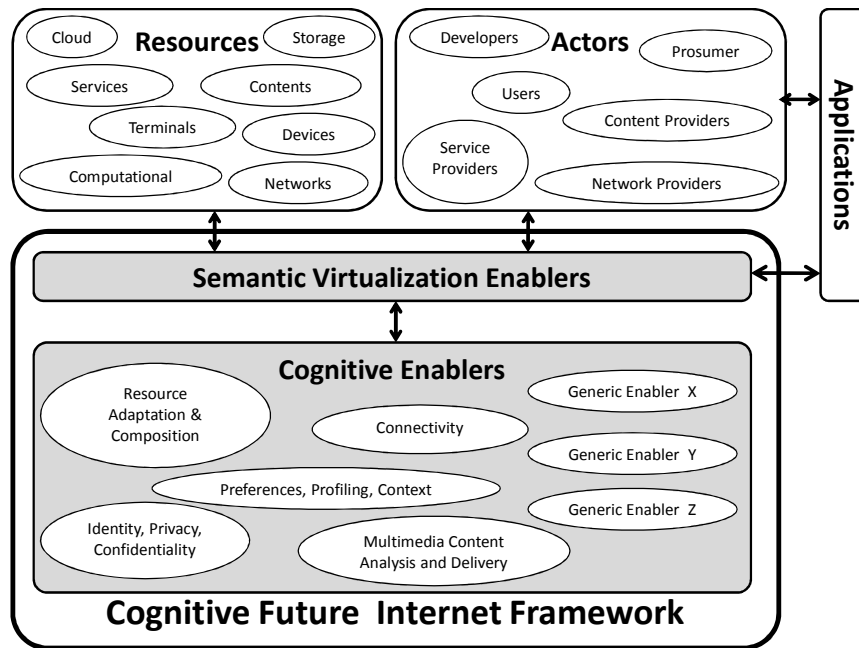 Resources
Cloud
Storage
Services
Contents
Terminals
Devices
Computational
Networks
Actors
Developers
Prosumer
Users
Content Providers
Service
Providers
Network Providers
Applications
Semantic Virtualization Enablers
Cognitive Enablers
Resource
Adaptation &
Composition
Generic Enabler X
Connectivity
Generic Enabler Y
Preferences, Profiling, Context
Generic Enabler Z
Identity, Privacy,
Confidentiality
Multimedia Content
Analysis and Delivery
Cognitive Future Internet Framework